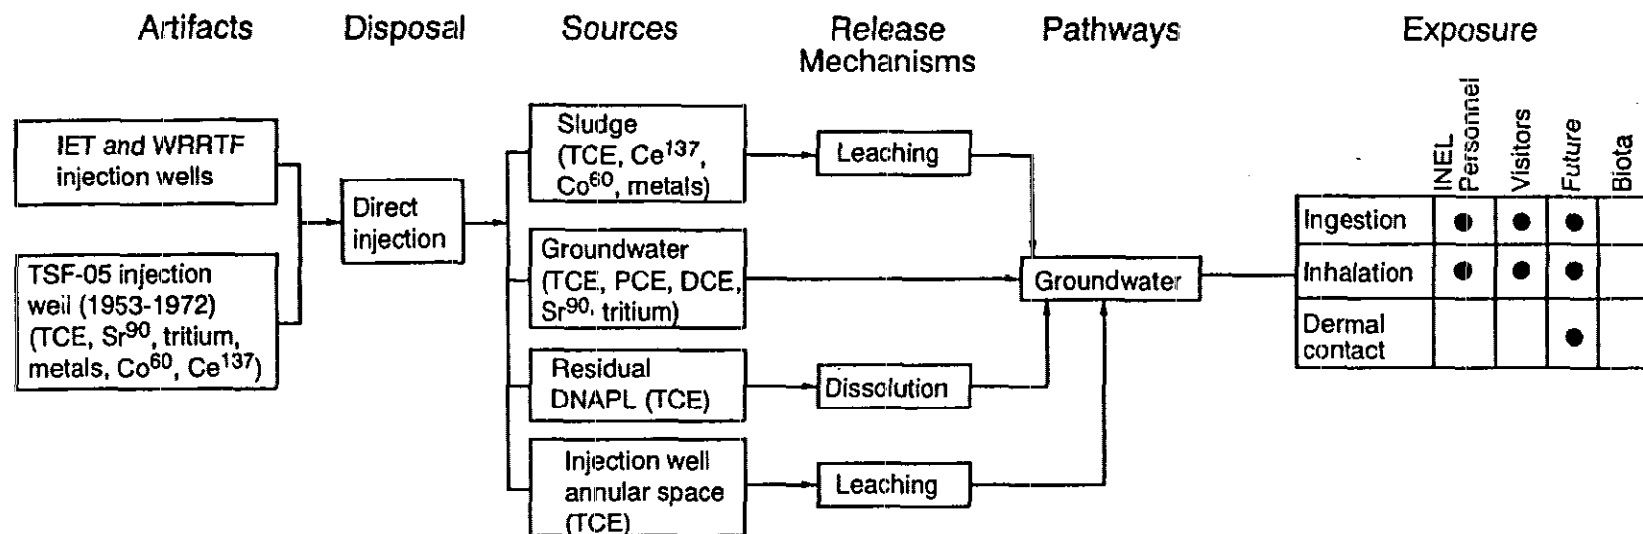 Artifacts
Disposal
Sources
Release
Mechanisms
Pathways
Exposure
IET and WRRTF
injection wells
TSF-05 injection
weil (1953-1972)
(TCE, Sr90, tritium,
metals, Co60, Ce137)
Direct
injection
Sludge
(TCE, Ce137,
Co60, metals)
Groundwater
(TCE, PCE, DCE,
Sr90, tritium)
Residual
DNAPL (TCE)
Injection well
annular space
(TCE)
Leaching
Dissolution
Leaching
Groundwater
INEL
Personnel
Visitors
Future
Biota
Ingestion
Inhalation
Dermal
contact